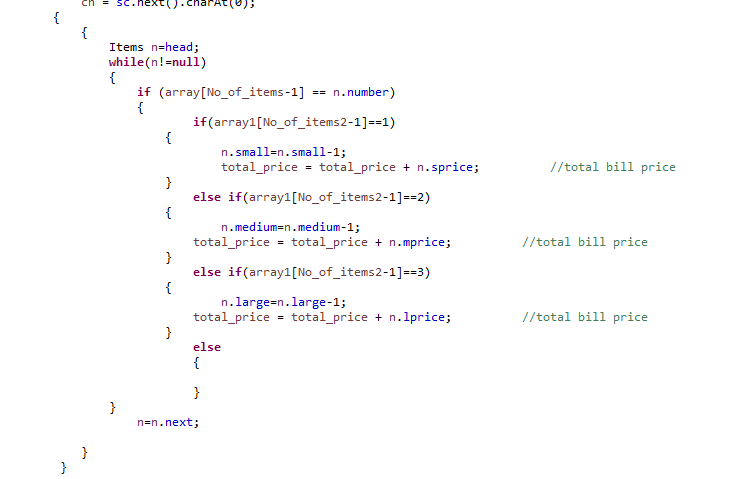 ch = sc.next().charAt(0);
{
{
Items n=head;
while(n!=null)
{
if (array[No_of_items-1] == n.number)
{
if(array1[No_of_items2-1]==1)
{
n.small=n.small-1;
total_price = total_price + n.sprice; //total bill price
}
else if(array1[No_of_items2-1]==2)
{
n.medium=n.medium-1;
total_price = total_price + n.mprice; //total bill price
}
else if(array1[No_of_items2-1]==3)
{
n.large=n.large-1;
total_price = total_price + n.lprice; //total bill price
}
else
{
}
}
n=n.next;
}
}